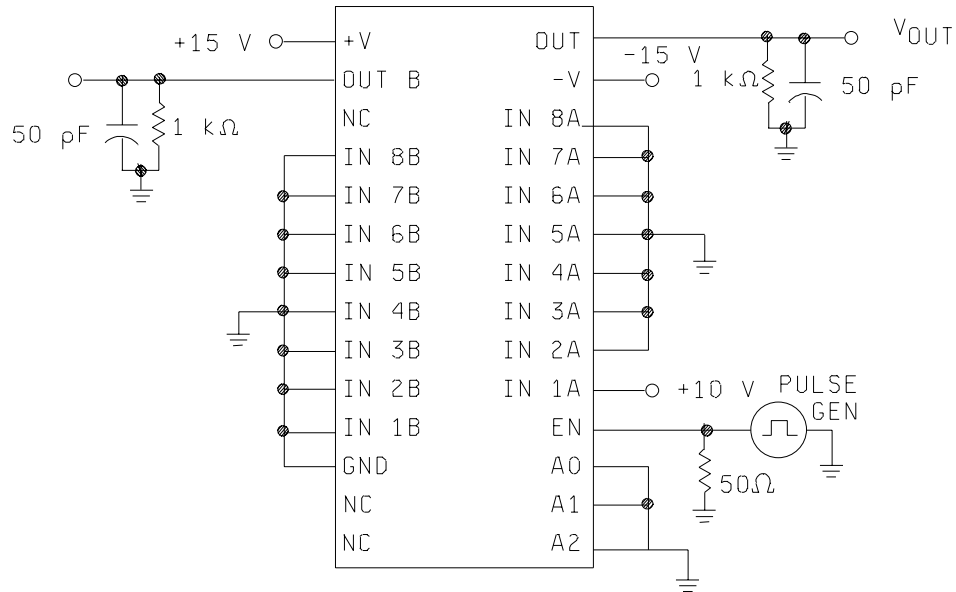 +15 V
+V
OUT B
NC
IN 8B
IN 7B
IN 6B
IN 5B
IN 4B
IN 3B
IN 2B
IN 1B
GND
NC
NC
50 pF
1 kΩ
OUT
-V
IN 8A
IN 7A
IN 6A
IN 5A
IN 4A
IN 3A
IN 2A
IN 1A
EN
A0
A1
A2
-15 V
1 kΩ
50 pF
VOUT
+10 V
PULSE
GEN
50Ω